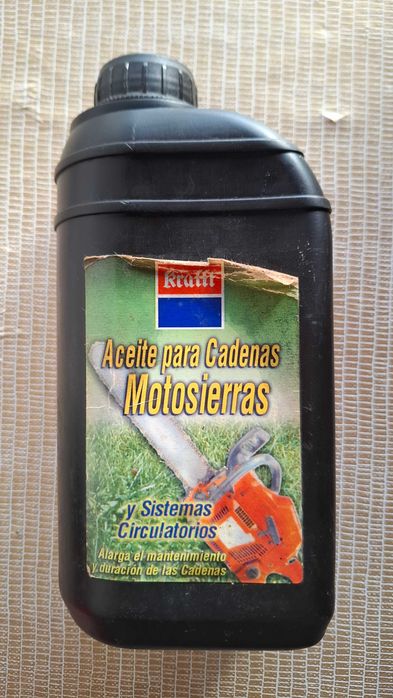 Krafft
Aceite para Cadenas
Motosierras
y Sistemas
Circulatorios
Alarga el mantenimiento
y duración de las Cadenas